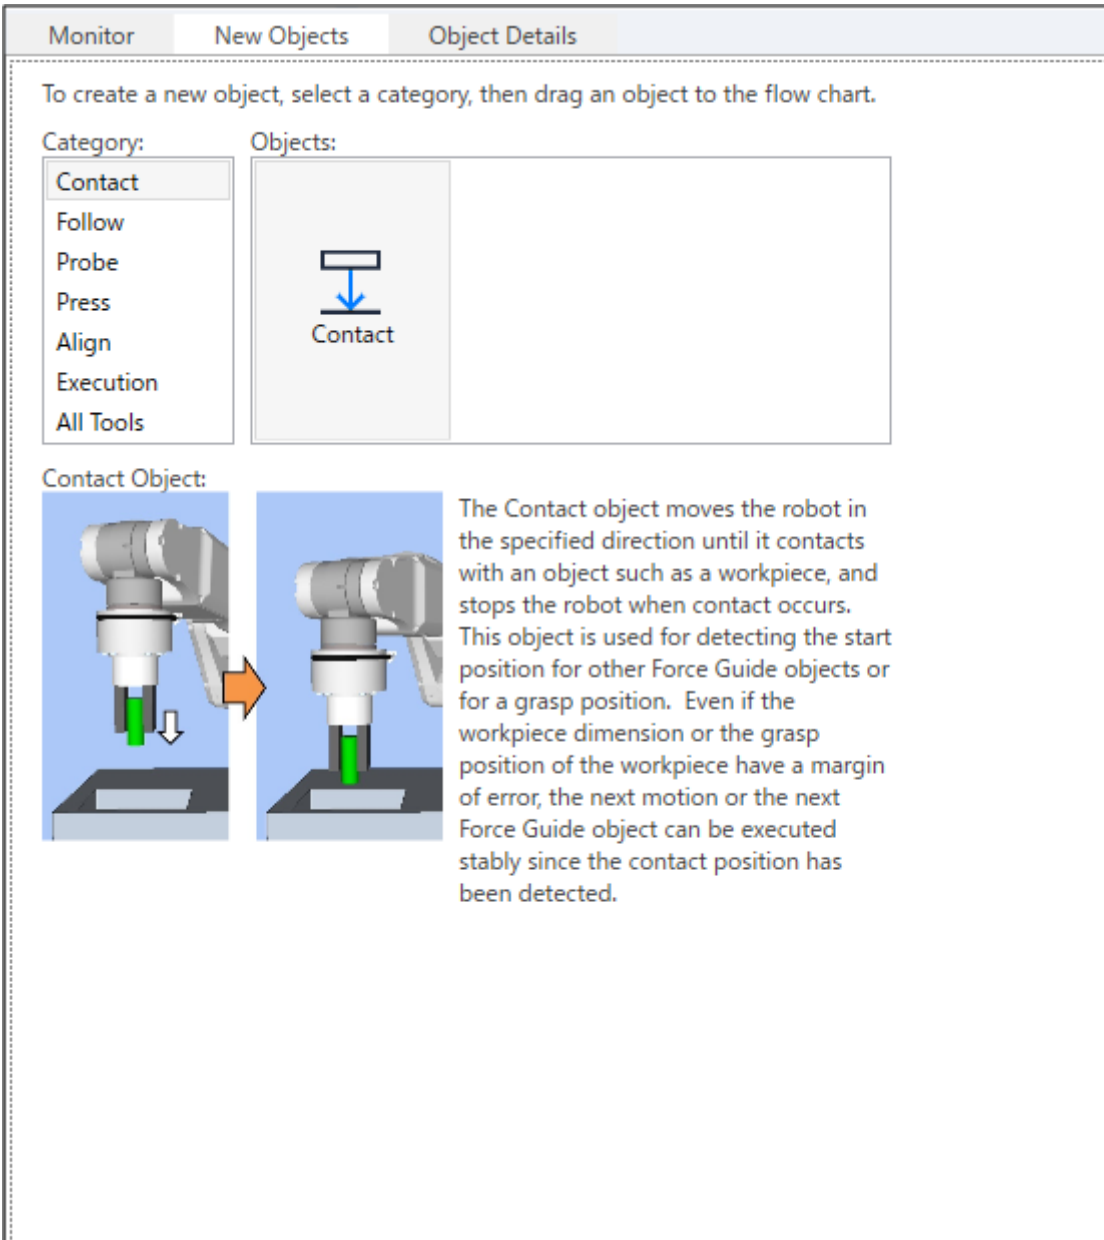 Monitor New Objects Object Details
To create a new object, select a category, then drag an object to the flow chart.
Category: Objects:
Contact
Follow
Probe
Press
Align
Execution
All Tools
Contact
Contact Object:
The Contact object moves the robot in
the specified direction until it contacts
with an object such as a workpiece, and
stops the robot when contact occurs.
This object is used for detecting the start
position for other Force Guide objects or
for a grasp position.  Even if the
workpiece dimension or the grasp
position of the workpiece have a margin
of error, the next motion or the next
Force Guide object can be executed
stably since the contact position has
been detected.